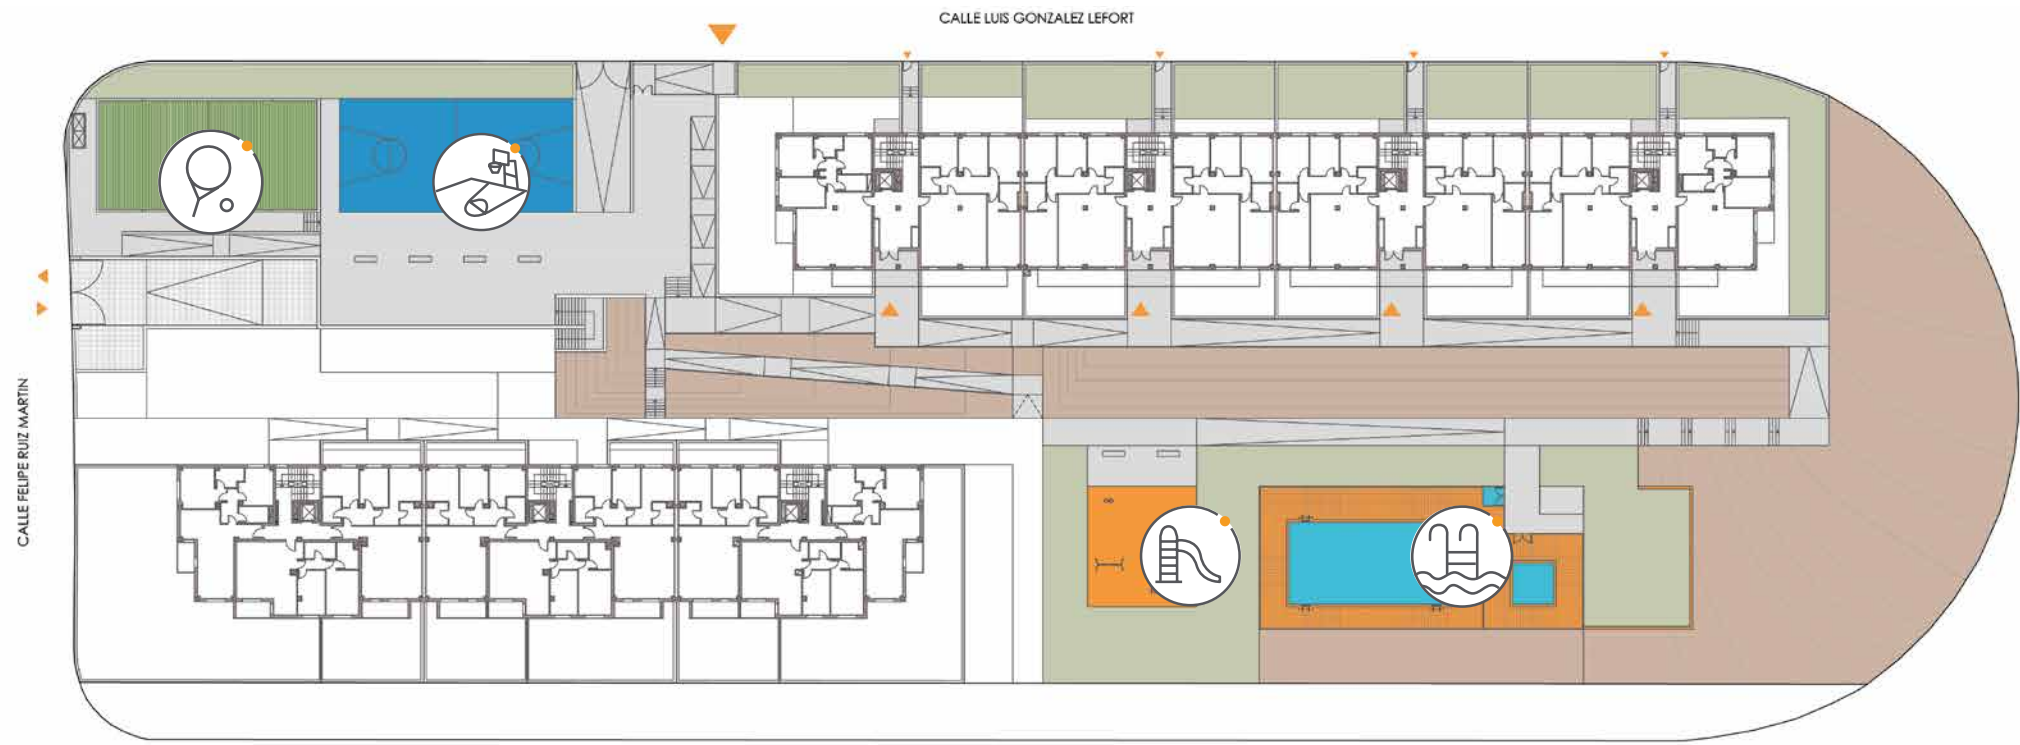 CALLE LUIS GONZALEZ LEFORT
CALLE FELIPE RUIZ MARTIN